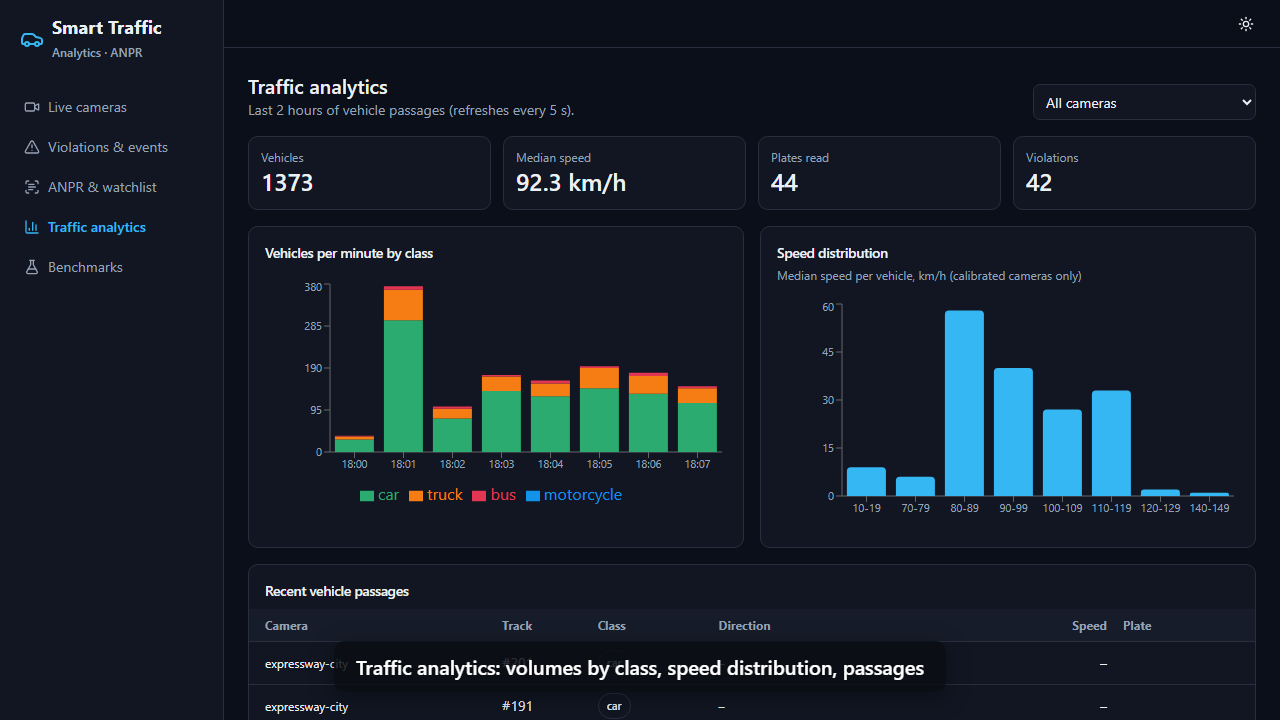 Smart Traffic
Analytics · ANPR
Live cameras
Violations & events
ANPR & watchlist
Traffic analytics
Benchmarks
Traffic analytics
Last 2 hours of vehicle passages (refreshes every 5 s).
All cameras
Vehicles
1373
Median speed
92.3 km/h
Plates read
44
Violations
42
Vehicles per minute by class
380
285
190
95
0
18:00 18:01 18:02 18:03 18:04 18:05 18:06 18:07
car truck bus motorcycle
Speed distribution
Median speed per vehicle, km/h (calibrated cameras only)
60
45
30
15
0
10-19 70-79 80-89 90-99 100-109 110-119 120-129 140-149
Recent vehicle passages
Camera Track Class Direction Speed Plate
expressway-city –
Traffic analytics: volumes by class, speed distribution, passages
expressway-city #191 car – –